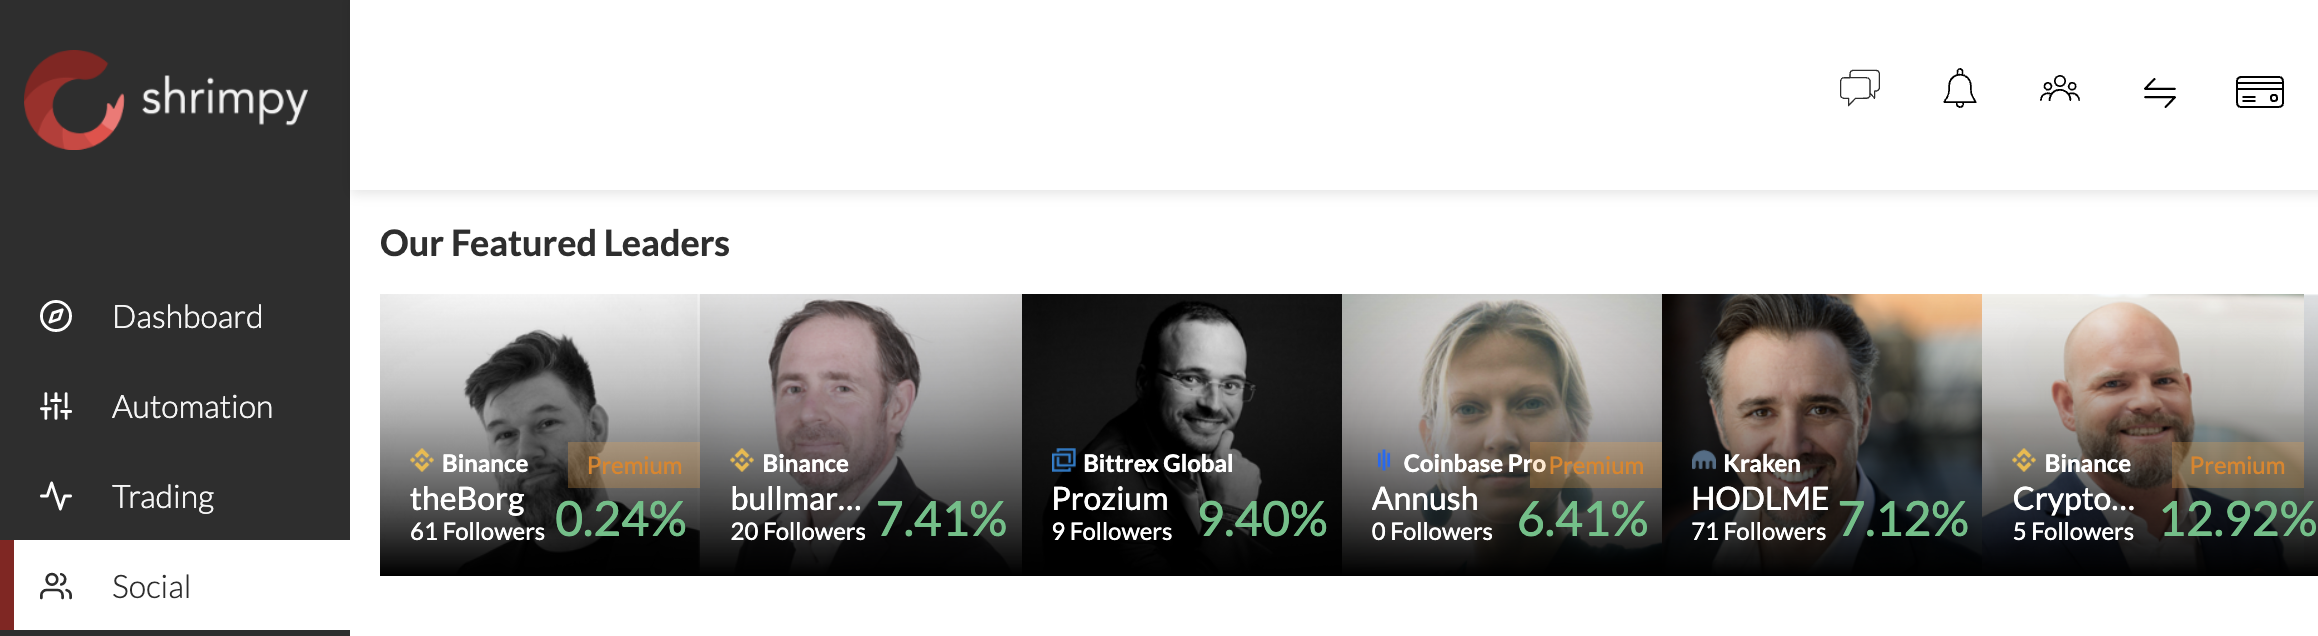 shrimpy
Dashboard
Automation
Trading
Social
Our Featured Leaders
Binance
Premium
theBorg
61 Followers
0.24%
Binance
bullmar...
20 Followers
7.41%
Bittrex Global
Prozium
9 Followers
9.40%
Coinbase Pro
Premium
Annush
0 Followers
6.41%
Kraken
HODLME
71 Followers
7.12%
Binance
Premium
Crypto...
5 Followers
12.92%